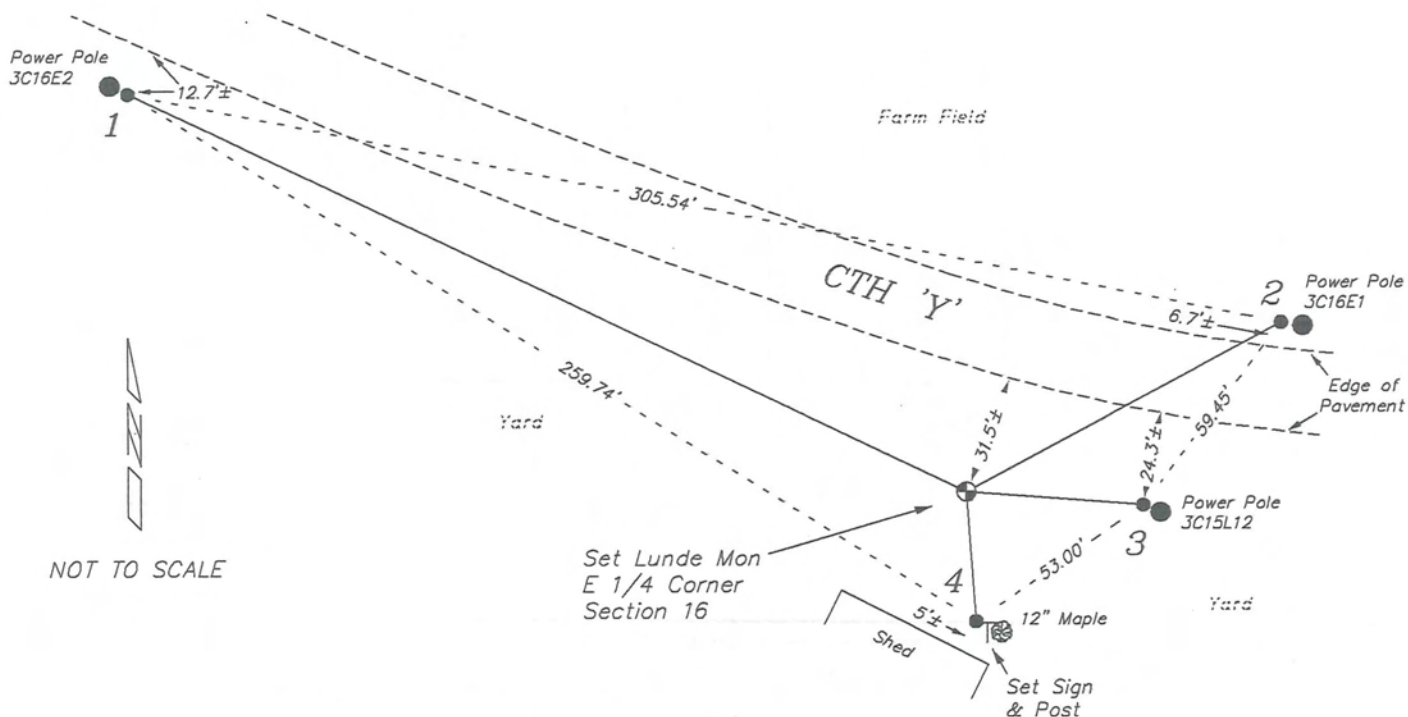 Power Pole
3C16E2
12.7'±
1
Farm Field
305.54'
CTH 'Y'
2
Power Pole
3C16E1
6.7'±
Edge of
Pavement
259.74'
Yard
31.5'±
24.3'±
59.45'
Power Pole
3C15L12
3
N
NOT TO SCALE
Set Lunde Mon
E 1/4 Corner
Section 16
4
53.00'
Yard
5'±
12" Maple
Shed
Set Sign
& Post